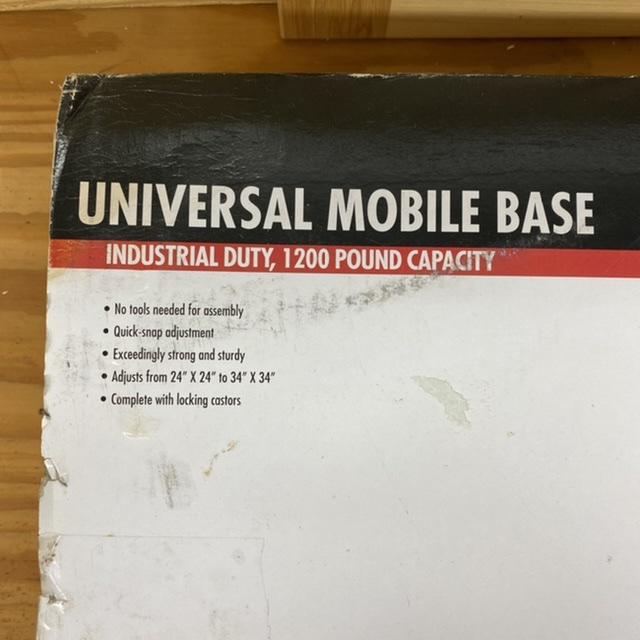 UNIVERSAL MOBILE BASE
INDUSTRIAL DUTY, 1200 POUND CAPACITY
• No tools needed for assembly
• Quick-snap adjustment
• Exceedingly strong and sturdy
• Adjusts from 24" X 24" to 34" X 34"
• Complete with locking castors